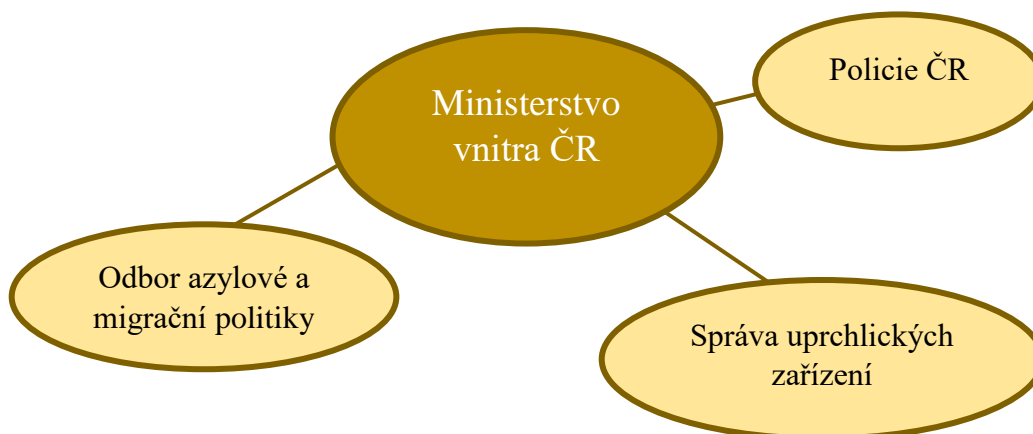 Ministerstvo
vnitra ČR
Policie ČR
Odbor azylové a
migrační politiky
Správa uprchlických
zařízení